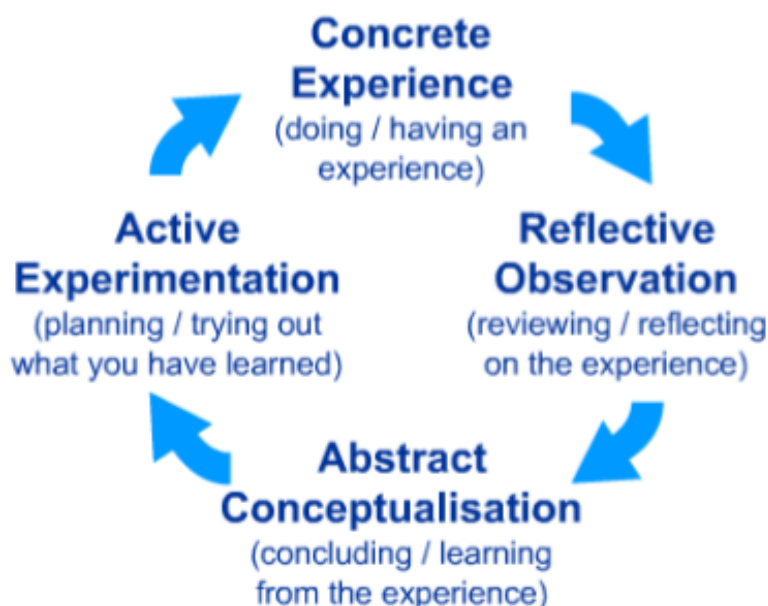 Concrete
Experience
(doing / having an
experience)
Reflective
Observation
(reviewing / reflecting
on the experience)
Abstract
Conceptualisation
(concluding / learning
from the experience)
Active
Experimentation
(planning / trying out
what you have learned)